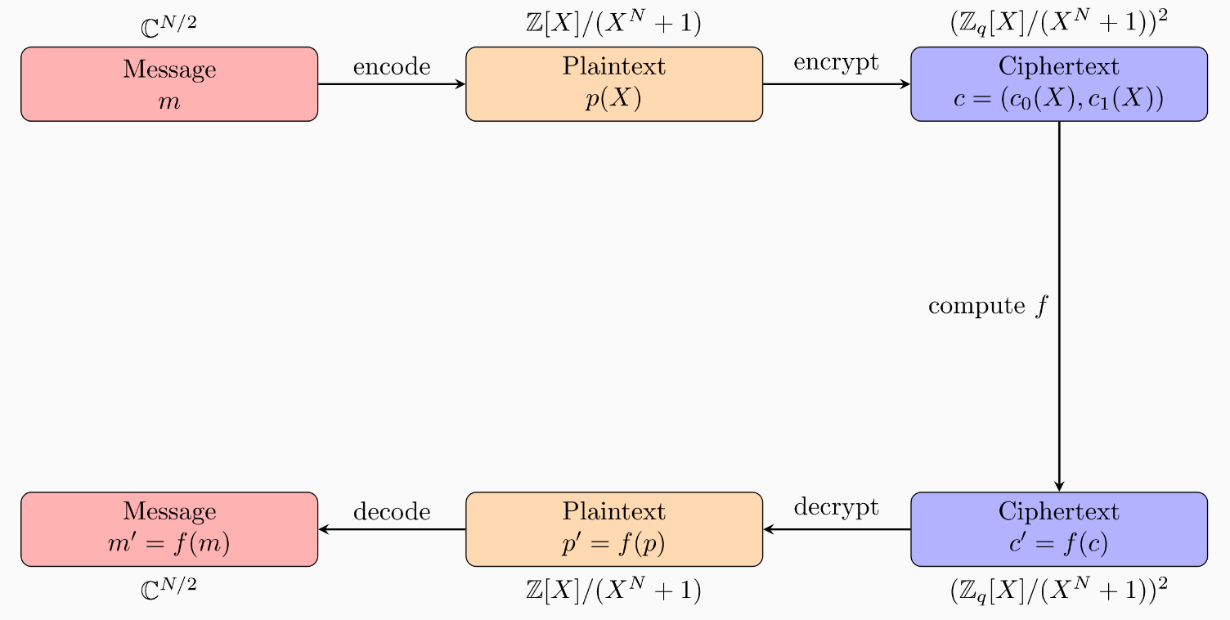 ℂ^{N/2}
ℤ[X]/(X^N + 1)
(ℤ_q[X]/(X^N + 1))^2
Message
m
encode
Plaintext
p(X)
encrypt
Ciphertext
c = (c_0(X), c_1(X))
compute f
Message
m′ = f(m)
decode
Plaintext
p′ = f(p)
decrypt
Ciphertext
c′ = f(c)
ℂ^{N/2}
ℤ[X]/(X^N + 1)
(ℤ_q[X]/(X^N + 1))^2